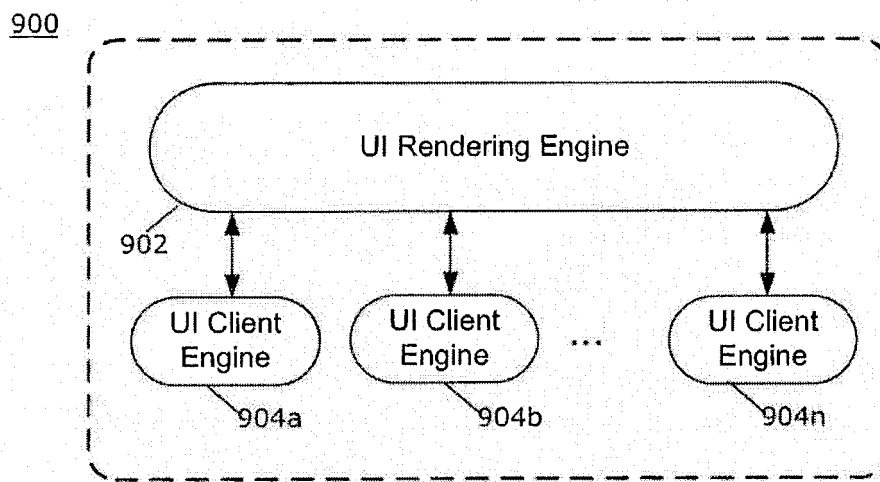 900
UI Rendering Engine
902
UI Client
Engine
UI Client
Engine
...
UI Client
Engine
904a
904b
904n